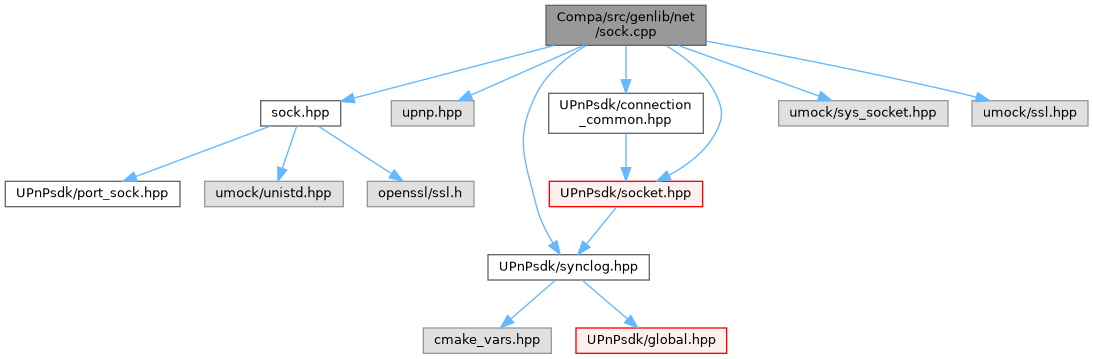 Compa/src/genlib/net
/sock.cpp
sock.hpp
upnp.hpp
UPnPsdk/connection
_common.hpp
umock/sys_socket.hpp
umock/ssl.hpp
UPnPsdk/port_sock.hpp
umock/unistd.hpp
openssl/ssl.h
UPnPsdk/socket.hpp
UPnPsdk/synclog.hpp
cmake_vars.hpp
UPnPsdk/global.hpp